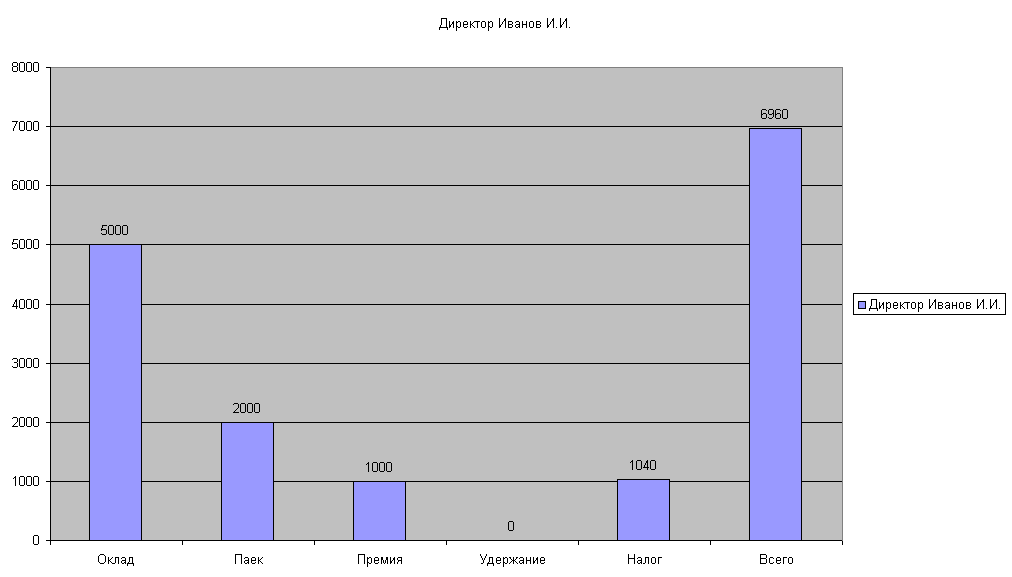 Директор Иванов И.И.
8000
7000
6000
5000
4000
3000
2000
1000
0
5000
2000
1000
0
1040
6960
Оклад
Паек
Премия
Удержание
Налог
Всего
Директор Иванов И.И.